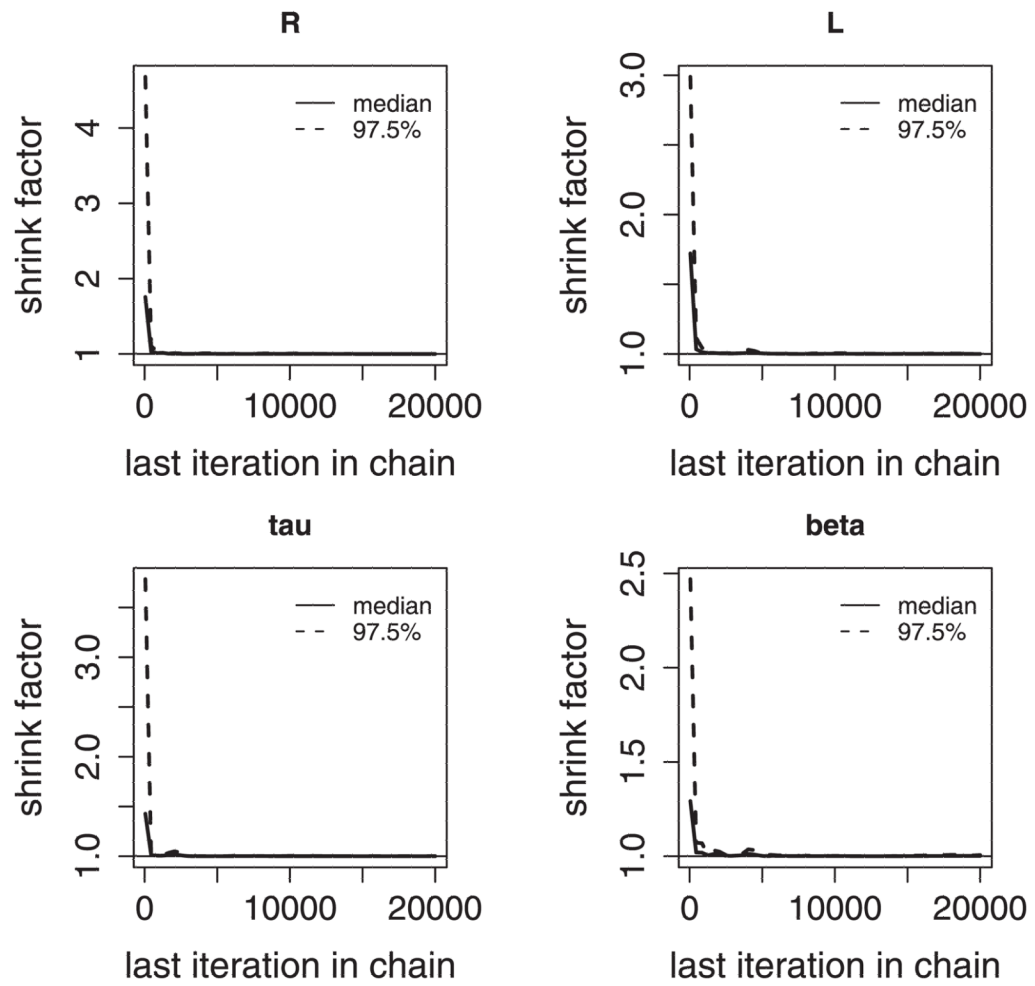 R
shrink factor
4
3
2
1
median
97.5%
0 10000 20000
last iteration in chain
L
shrink factor
3.0
2.0
1.0
median
97.5%
0 10000 20000
last iteration in chain
tau
shrink factor
3.0
2.0
1.0
median
97.5%
0 10000 20000
last iteration in chain
beta
shrink factor
2.5
2.0
1.5
1.0
median
97.5%
0 10000 20000
last iteration in chain